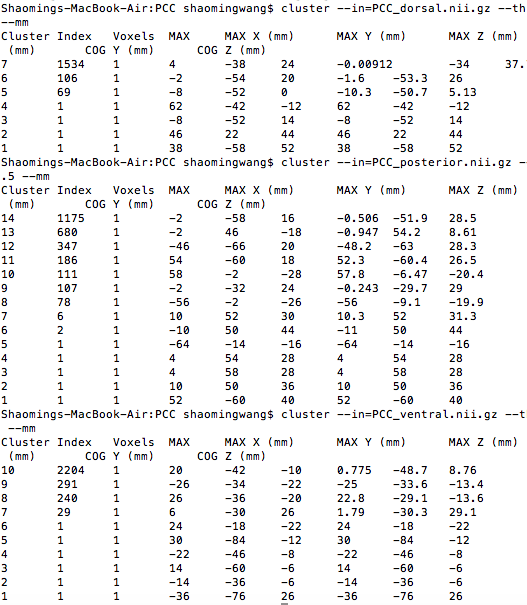 Shaomings-MacBook-Air:PCC shaomingwang$ cluster --in=PCC_dorsal.nii.gz --th
--mm
Cluster Index Voxels MAX MAX X (mm) MAX Y (mm) MAX Z (mm)
(mm) COG Y (mm) COG Z (mm)
7 1534 1 4 -38 24 -0.00912 -34 37.
6 106 1 -2 -54 20 -1.6 -53.3 26
5 69 1 -8 -52 0 -10.3 -50.7 5.13
4 1 1 62 -42 -12 62 -42 -12
3 1 1 -8 -52 14 -8 -52 14
2 1 1 46 22 44 46 22 44
1 1 1 38 -58 52 38 -58 52
Shaomings-MacBook-Air:PCC shaomingwang$ cluster --in=PCC_posterior.nii.gz -
.5 --mm
Cluster Index Voxels MAX MAX X (mm) MAX Y (mm) MAX Z (mm)
(mm) COG Y (mm) COG Z (mm)
14 1175 1 -2 -58 16 -0.506 -51.9 28.5
13 680 1 -2 46 -18 -0.947 54.2 8.61
12 347 1 -46 -66 20 -48.2 -63 28.3
11 186 1 54 -60 18 52.3 -60.4 26.5
10 111 1 58 -2 -28 57.8 -6.47 -20.4
9 107 1 -2 -32 24 -0.243 -29.7 29
8 78 1 -56 -2 -26 -56 -9.1 -19.9
7 6 1 10 52 30 10.3 52 31.3
6 2 1 -10 50 44 -11 50 44
5 1 1 -64 -14 -16 -64 -14 -16
4 1 1 4 54 28 4 54 28
3 1 1 4 58 28 4 58 28
2 1 1 10 50 36 10 50 36
1 1 1 52 -60 40 52 -60 40
Shaomings-MacBook-Air:PCC shaomingwang$ cluster --in=PCC_ventral.nii.gz --t
--mm
Cluster Index Voxels MAX MAX X (mm) MAX Y (mm) MAX Z (mm)
(mm) COG Y (mm) COG Z (mm)
10 2204 1 20 -42 -10 0.775 -48.7 8.76
9 291 1 -26 -34 -22 -25 -33.6 -13.4
8 240 1 26 -36 -20 22.8 -29.1 -13.6
7 29 1 6 -30 26 1.79 -30.3 29.1
6 1 1 24 -18 -22 24 -18 -22
5 1 1 30 -84 -12 30 -84 -12
4 1 1 -22 -46 -8 -22 -46 -8
3 1 1 14 -60 -6 14 -60 -6
2 1 1 -14 -36 -6 -14 -36 -6
1 1 1 -36 -76 26 -36 -76 26